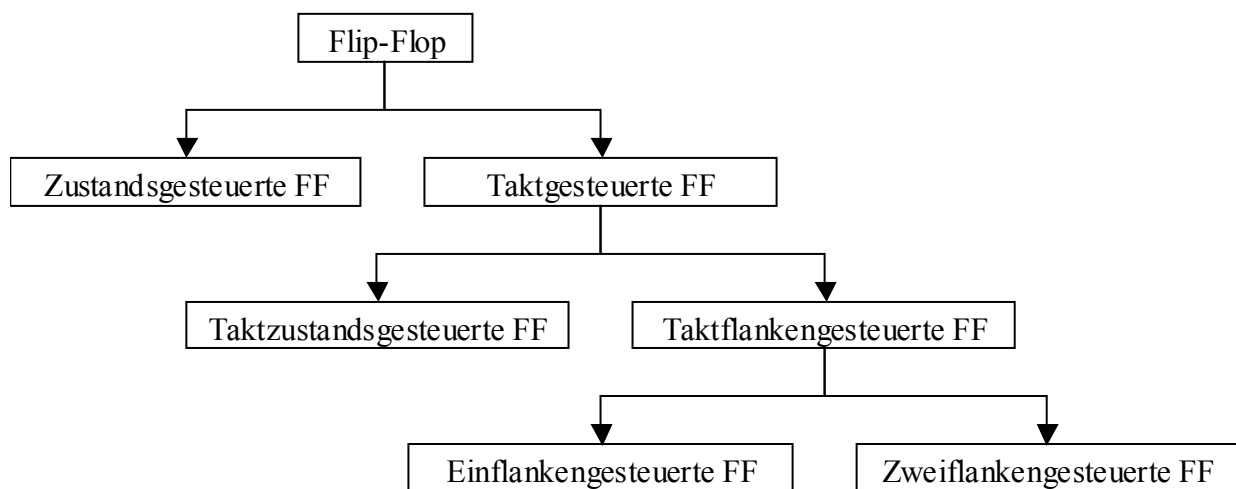 Flip-Flop
Zustandsgesteuerte FF
Taktgesteuerte FF
Taktzustandsgesteuerte FF
Taktflankengesteuerte FF
Einflankengesteuerte FF
Zweiflankengesteuerte FF